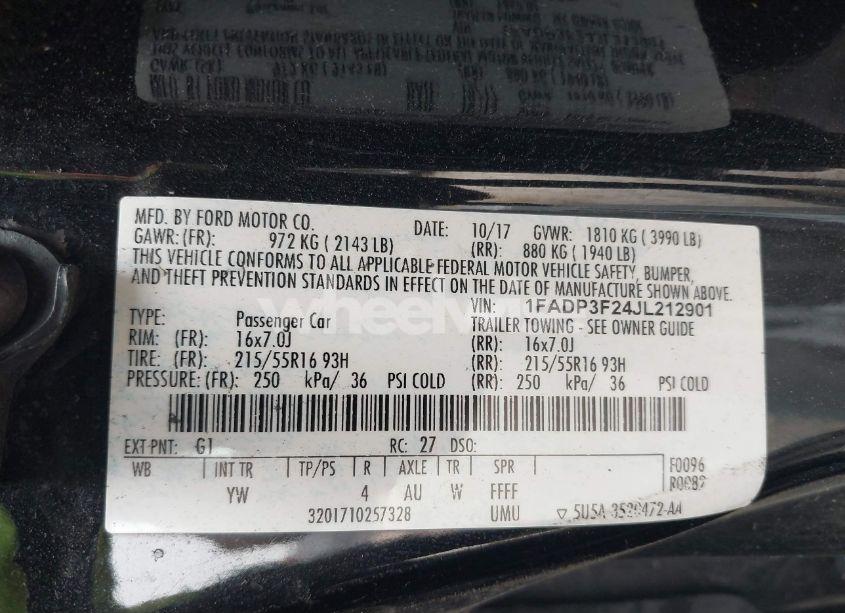 MFD. BY FORD MOTOR CO. DATE: 10/17 GVWR: 1810 KG ( 3990 LB)
GAWR: (FR): 972 KG ( 2143 LB) (RR): 880 KG ( 1940 LB)
THIS VEHICLE CONFORMS TO ALL APPLICABLE FEDERAL MOTOR VEHICLE SAFETY, BUMPER,
AND THEFT PREVENTION STANDARDS IN EFFECT ON THE DATE OF MANUFACTURE SHOWN ABOVE.
VIN: 1FADP3F24JL212901
TYPE: Passenger Car TRAILER TOWING - SEE OWNER GUIDE
RIM: (FR): 16x7.0J (RR): 16x7.0J
TIRE: (FR): 215/55R16 93H (RR): 215/55R16 93H
PRESSURE: (FR): 250 kPa/ 36 PSI COLD (RR): 250 kPa/ 36 PSI COLD
EXT PNT: G1 RC: 27 DSO:
WB INT TR TP/PS R AXLE TR SPR F0096
YW 4 AU W FFFF R0082
3201710257328 UMU ▽ 5U5A-3520472-AA